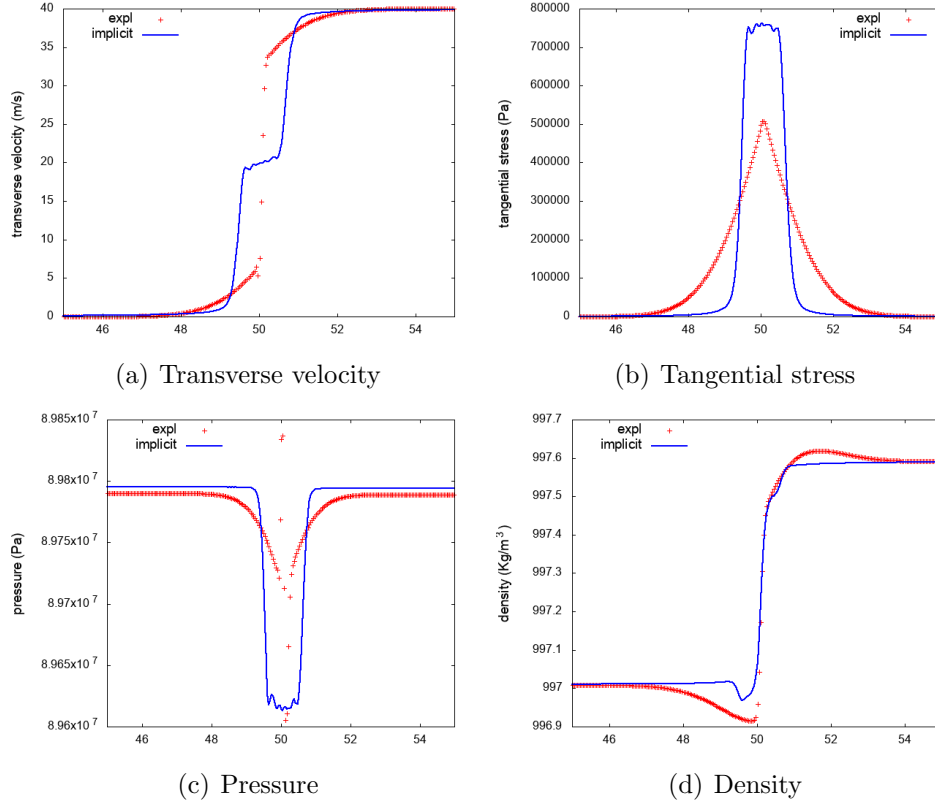 expl
implicit
transverse velocity (m/s)
40
35
30
25
20
15
10
5
0
46 48 50 52 54
(a) Transverse velocity
expl
implicit
tangential stress (Pa)
800000
700000
600000
500000
400000
300000
200000
100000
0
46 48 50 52 54
(b) Tangential stress
expl
implicit
pressure (Pa)
8.985x10^7
8.98x10^7
8.975x10^7
8.97x10^7
8.965x10^7
8.96x10^7
46 48 50 52 54
(c) Pressure
expl
implicit
density (Kg/m^3)
997.7
997.6
997.5
997.4
997.3
997.2
997.1
997
996.9
46 48 50 52 54
(d) Density